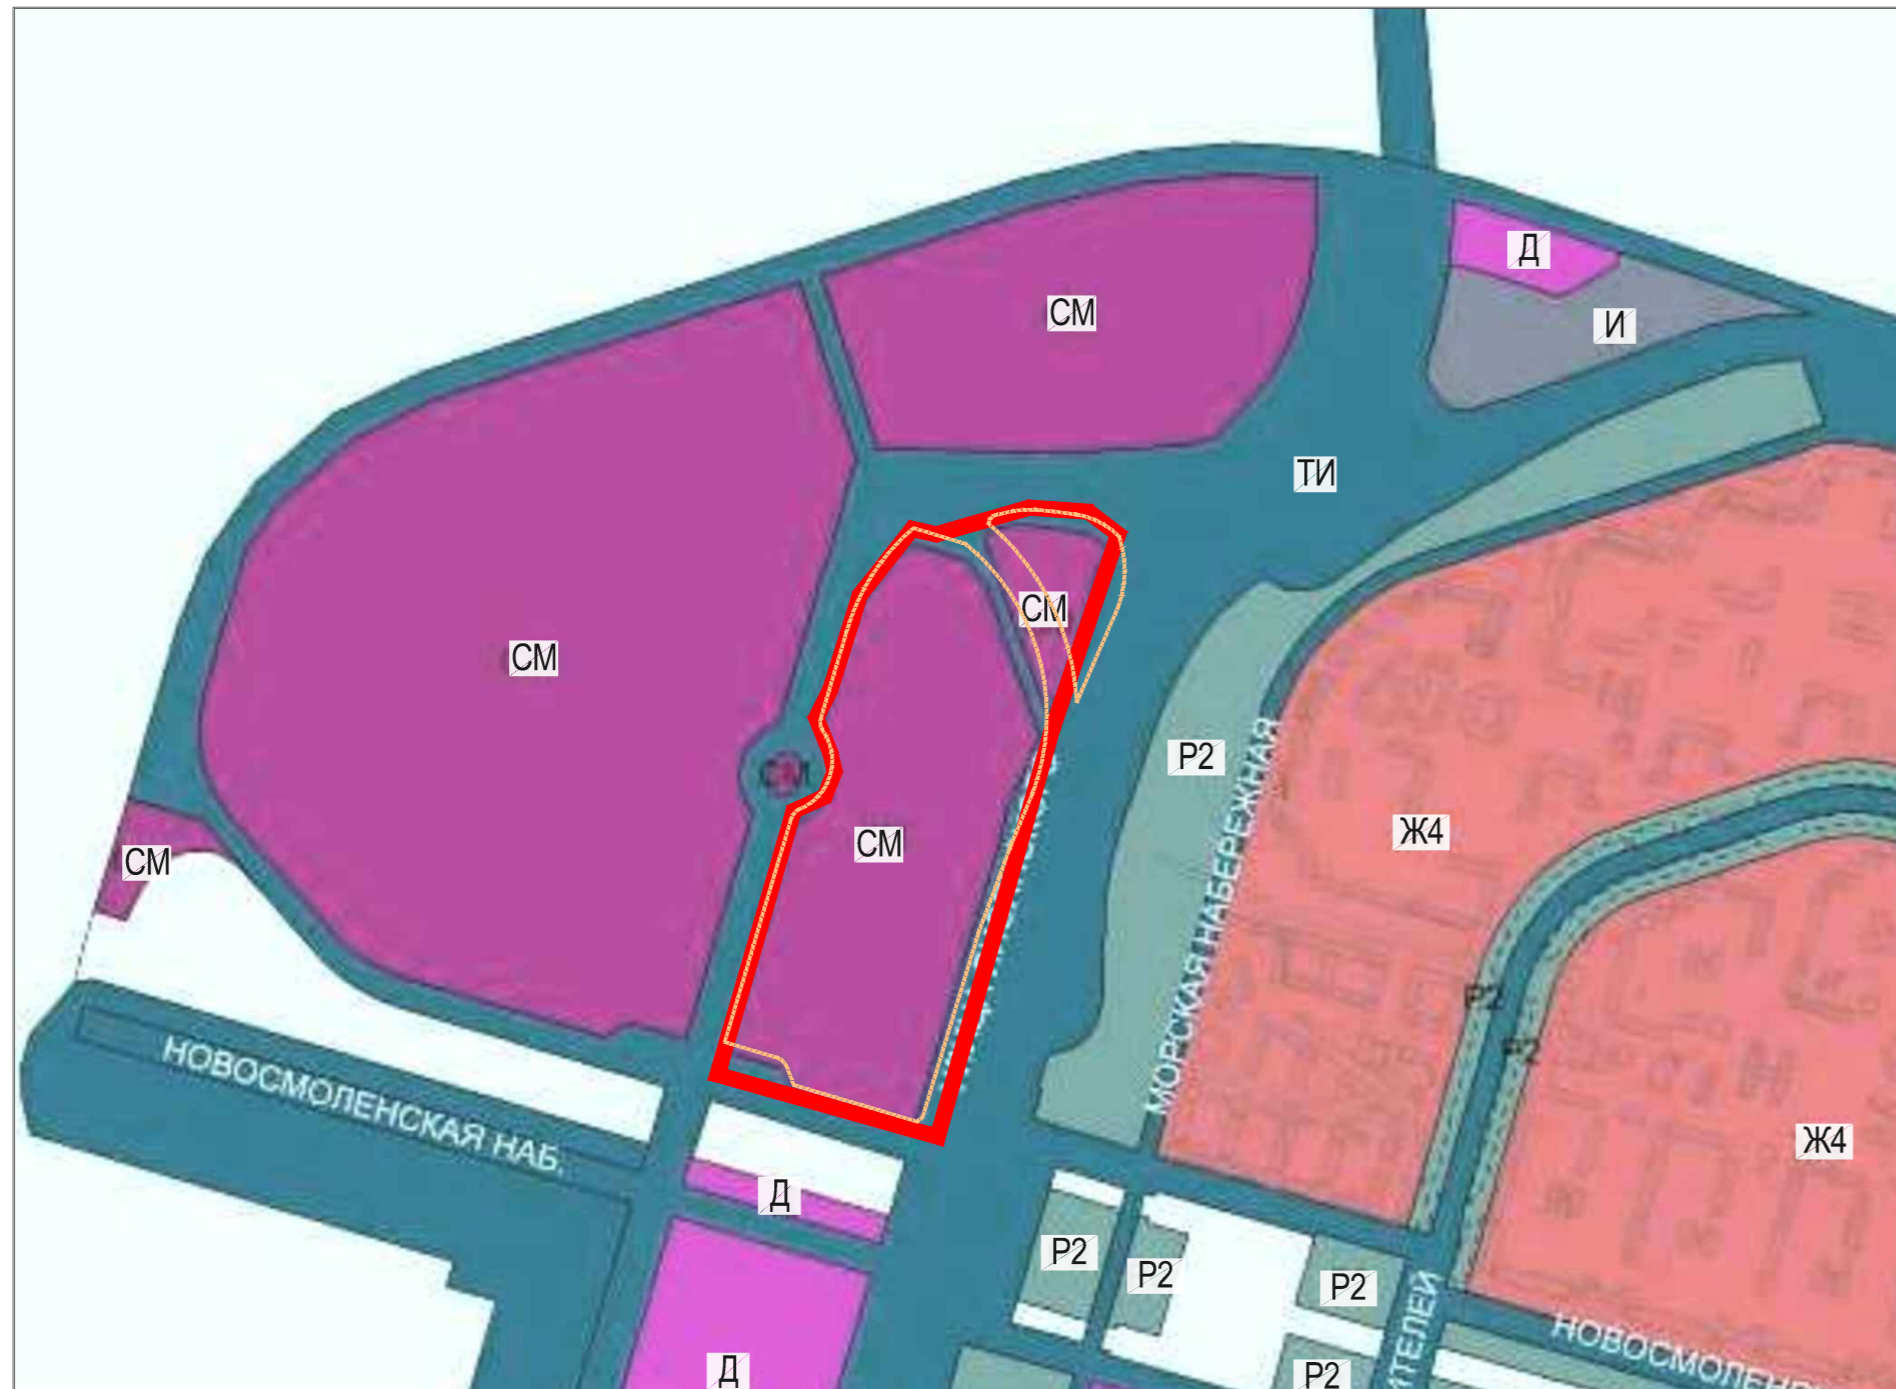 Д
СМ
И
ТИ
СМ
СМ
Р2
СМ
Ж4
СМ
СМ
МОРСКАЯ НАБЕРЕЖНАЯ
Р2
Р2
НОВОСМОЛЕНСКАЯ НАБ.
Ж4
Д
Р2
Р2
Р2
Д
Р2